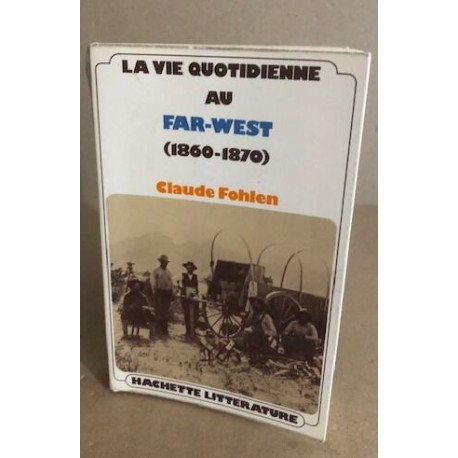 LA VIE QUOTIDIENNE
AU
FAR-WEST
(1860-1870)
Claude Fohlen
HACHETTE LITTERATURE